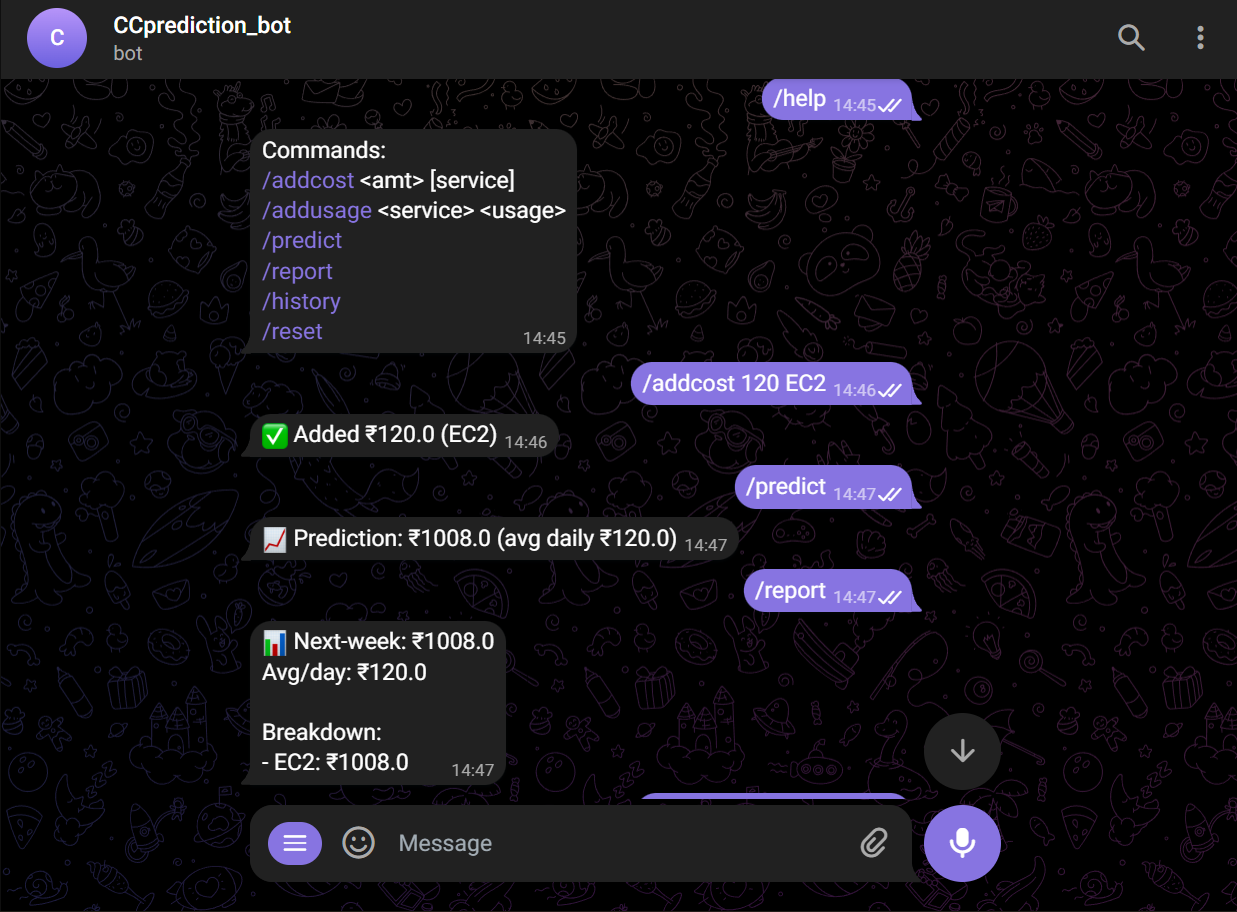 C
CCprediction_bot
bot
/help 14:45
Commands:
/addcost <amt> [service]
/addusage <service> <usage>
/predict
/report
/history
/reset
14:45
/addcost 120 EC2 14:46
✅ Added ₹120.0 (EC2) 14:46
/predict 14:47
📈 Prediction: ₹1008.0 (avg daily ₹120.0) 14:47
/report 14:47
📊 Next-week: ₹1008.0
Avg/day: ₹120.0
Breakdown:
- EC2: ₹1008.0
14:47
Message